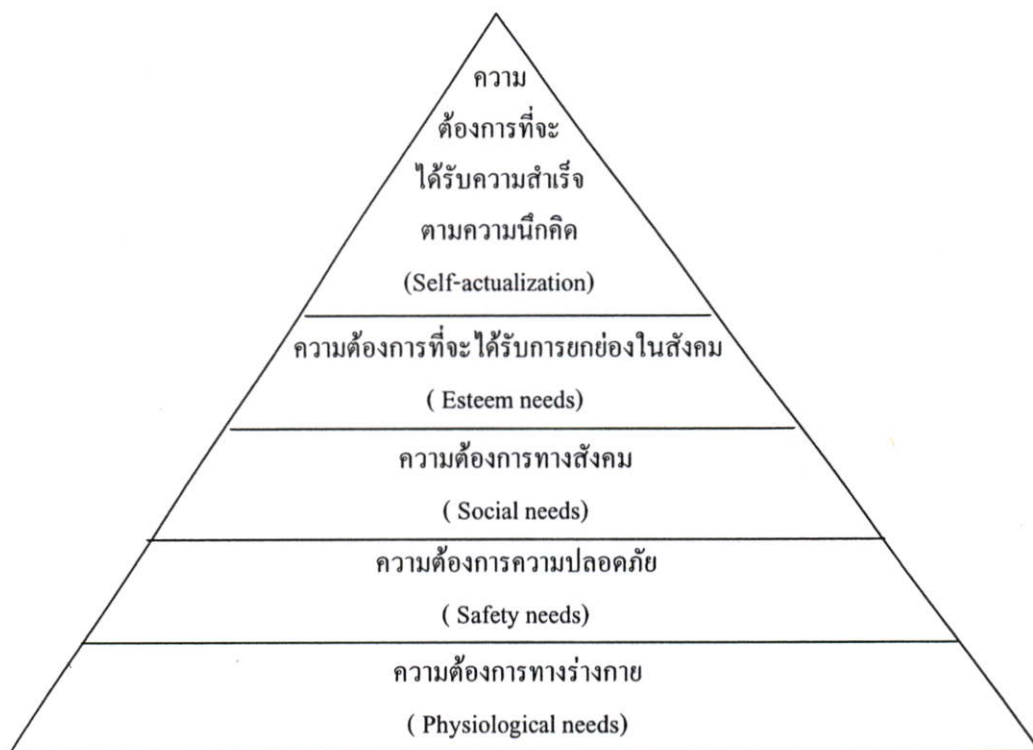 ความ
ต้องการที่จะ
ได้รับความสำเร็จ
ตามความนึกคิด
(Self-actualization)
ความต้องการที่จะได้รับการยกย่องในสังคม
( Esteem needs)
ความต้องการทางสังคม
( Social needs)
ความต้องการความปลอดภัย
( Safety needs)
ความต้องการทางร่างกาย
( Physiological needs)